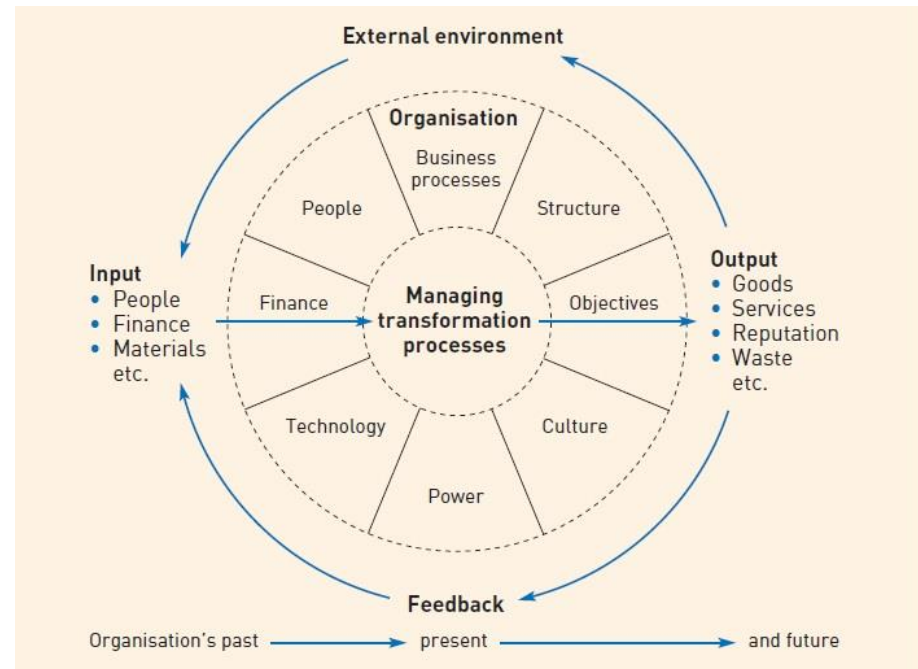 External environment
Organisation
Business
processes
People
Structure
Input
• People
• Finance
• Materials
etc.
Finance
Managing
transformation
processes
Objectives
Output
• Goods
• Services
• Reputation
• Waste
etc.
Technology
Culture
Power
Feedback
Organisation's past present and future